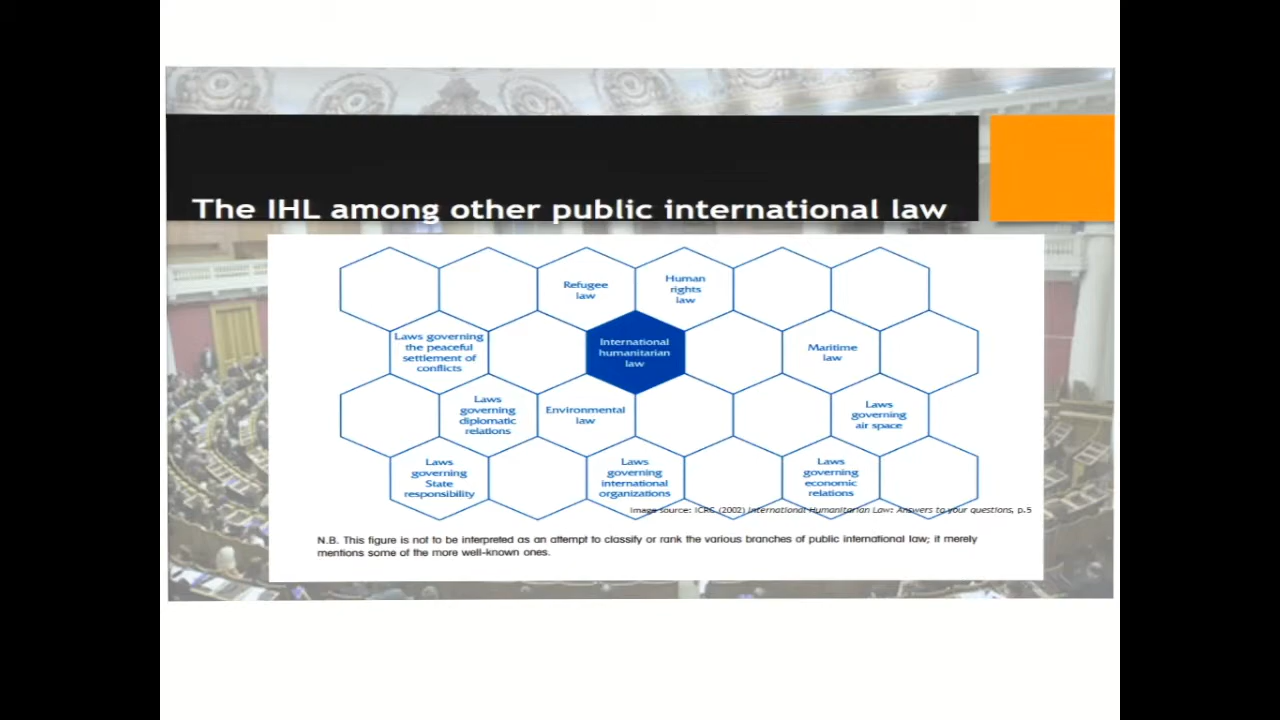 The IHL among other public international law
Refugee
law
Human
rights
law
Laws governing
the peaceful
settlement of
conflicts
International
humanitarian
law
Maritime
law
Laws
governing
diplomatic
relations
Environmental
law
Laws
governing
air space
Laws
governing
State
responsibility
Laws
governing
international
organizations
Laws
governing
economic
relations
Image source: ICRC (2002) International Humanitarian Law: Answers to your questions, p.5
N.B. This figure is not to be interpreted as an attempt to classify or rank the various branches of public international law; it merely
mentions some of the more well-known ones.